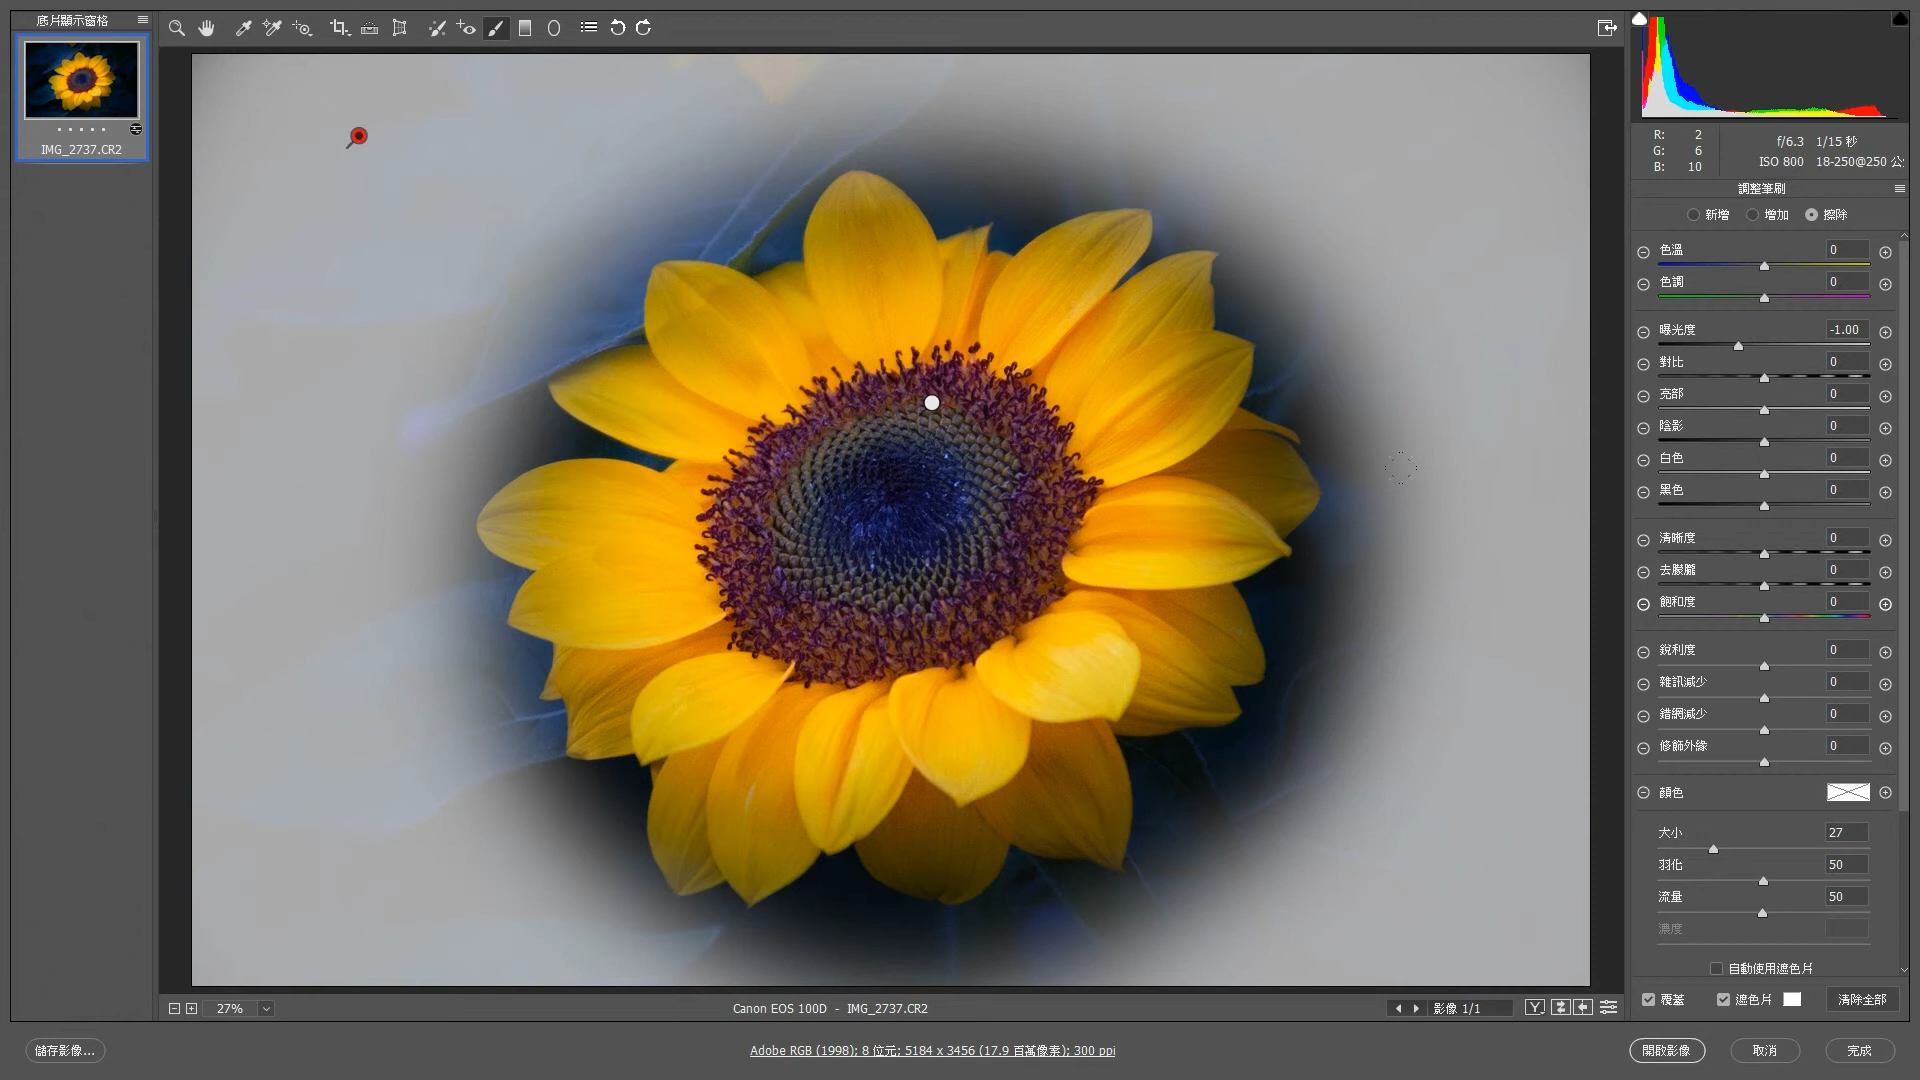 底片顯示窗格
IMG_2737.CR2
R: 2
G: 6
B: 10
f/6.3 1/15 秒
ISO 800 18-250@250 公
調整筆刷
新增 增加 擦除
色溫 0
色調 0
曝光度 -1.00
對比 0
亮部 0
陰影 0
白色 0
黑色 0
清晰度 0
去朦朧 0
飽和度 0
銳利度 0
雜訊減少 0
錯網減少 0
修飾外緣 0
顏色
大小 27
羽化 50
流量 50
濃度
自動使用遮色片
覆蓋 遮色片 清除全部
27%
Canon EOS 100D - IMG_2737.CR2
影像 1/1
Y
儲存影像...
Adobe RGB (1998); 8 位元; 5184 x 3456 (17.9 百萬像素); 300 ppi
開啟影像 取消 完成